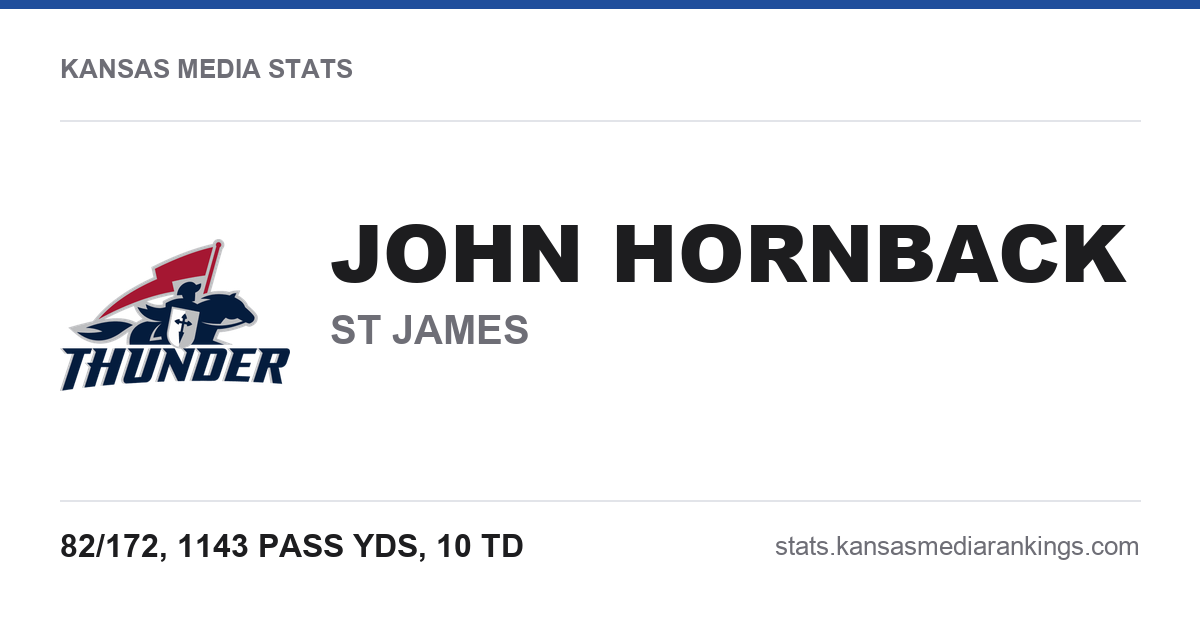 KANSAS MEDIA STATS
JOHN HORNBACK
ST JAMES
THUNDER
82/172, 1143 PASS YDS, 10 TD
stats.kansasmediarankings.com